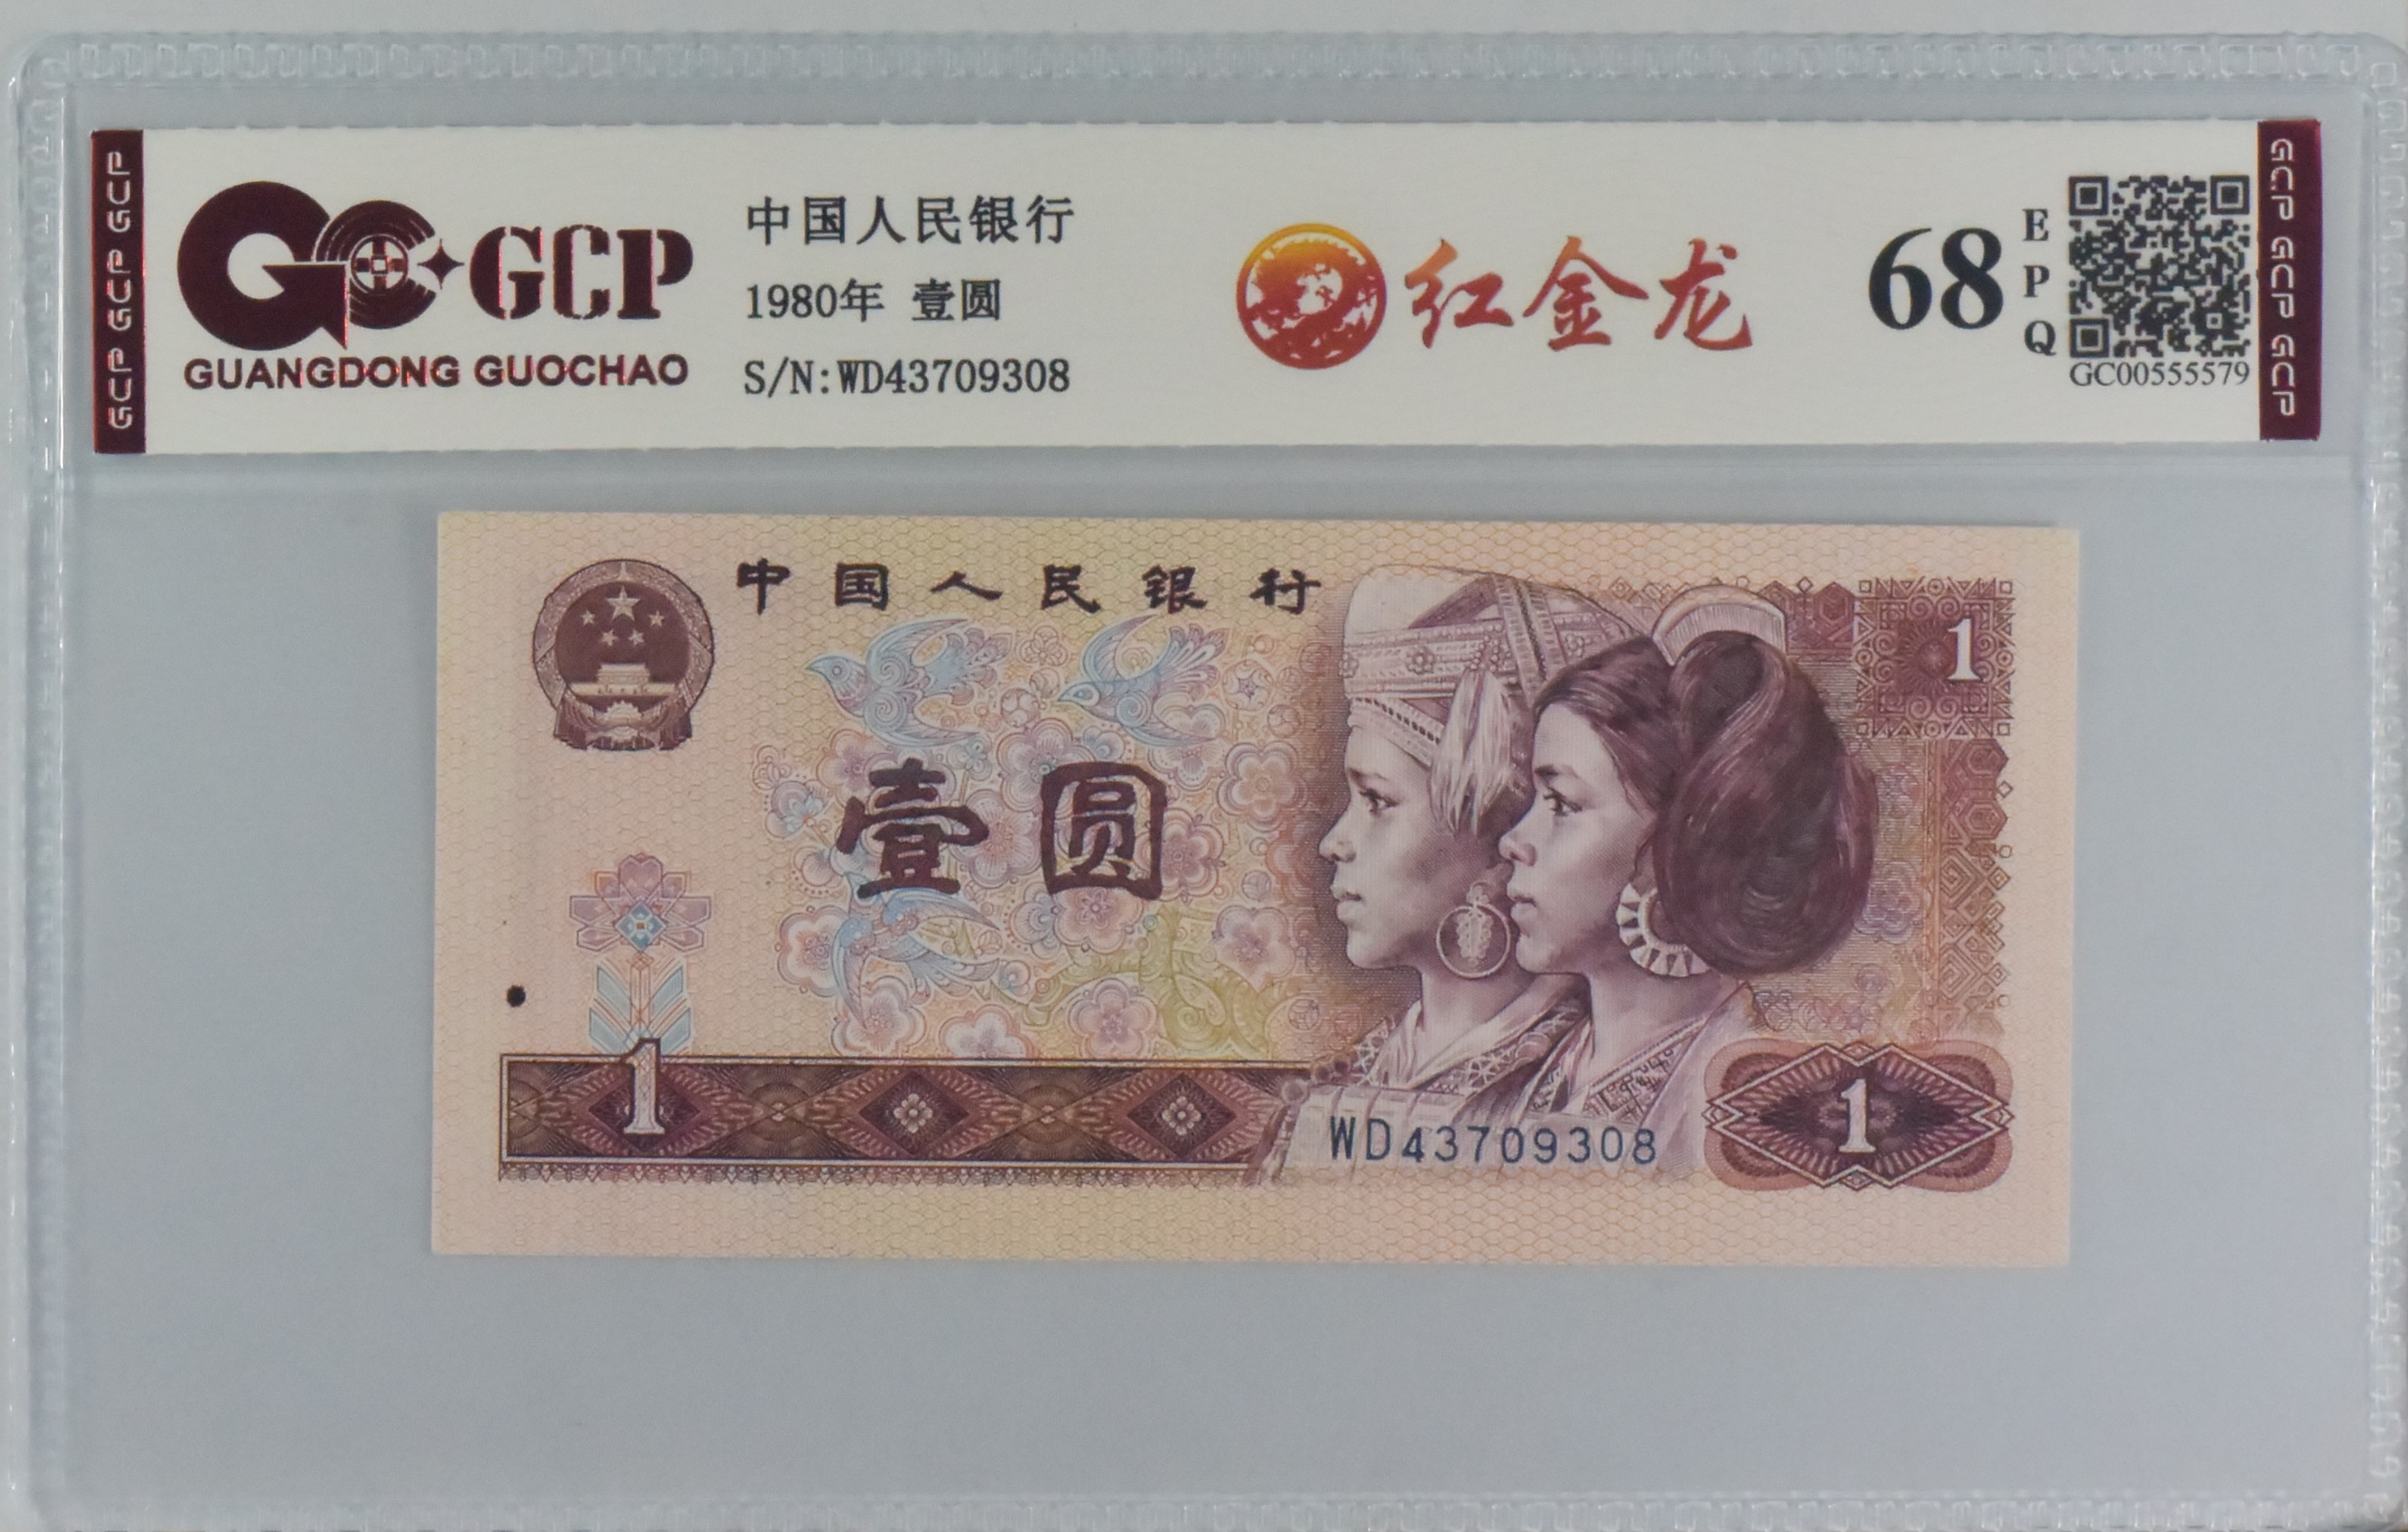 GCP GCP GCP
GCP
GUANGDONG GUOCHAO
中国人民银行
1980年 壹圆
S/N:WD43709308
红金龙
68
EPQ
GC00555579
GCP GCP GCP
中国人民银行
1
壹圆
1
WD43709308
1